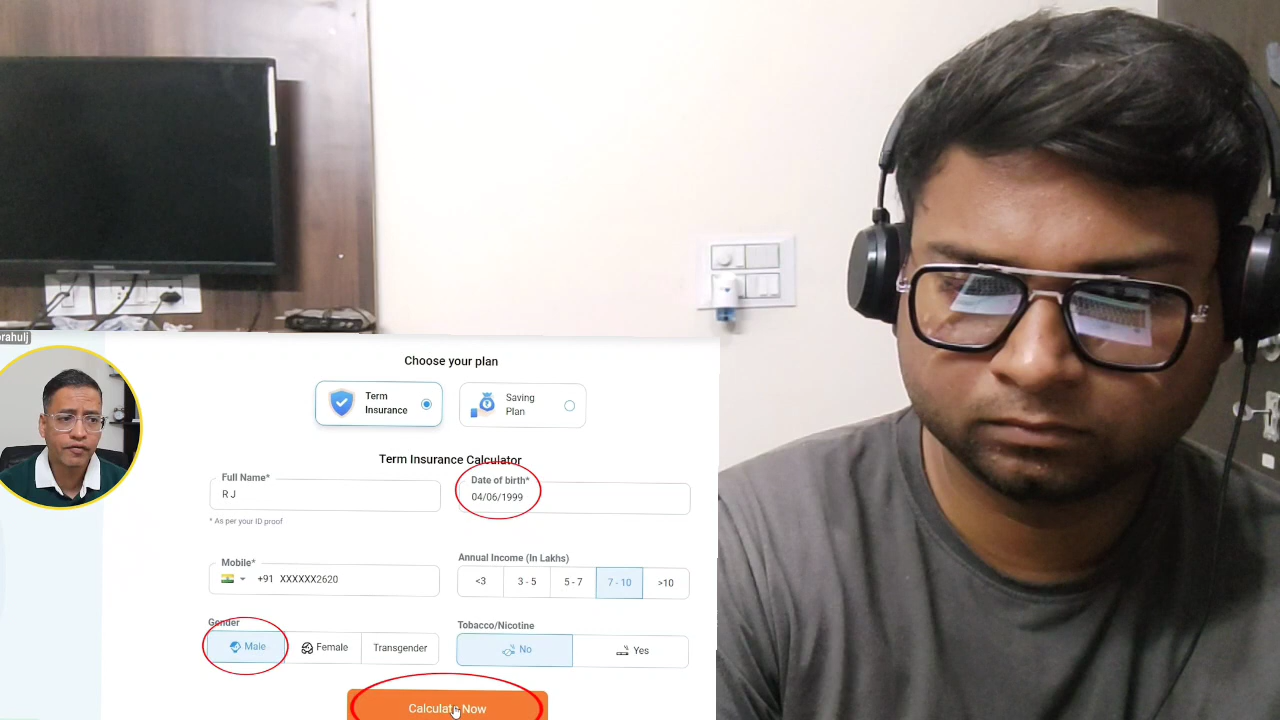 orahulj
Choose your plan
Term
Insurance
Saving
Plan
Term Insurance Calculator
Full Name*
R J
* As per your ID proof
Date of birth*
04/06/1999
Mobile*
+91 XXXXXX2620
Annual Income (In Lakhs)
<3 3 - 5 5 - 7 7 - 10 >10
Gender
Male Female Transgender
Tobacco/Nicotine
No Yes
Calculate Now